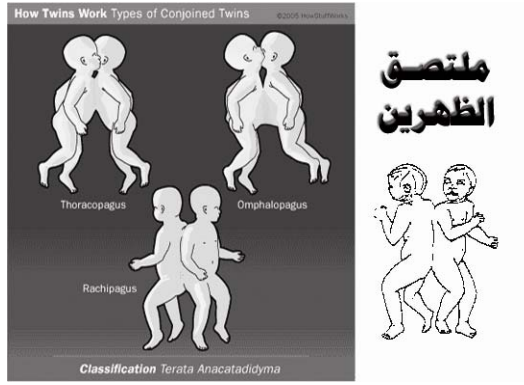 How Twins Work Types of Conjoined Twins
©2005 HowStuffWorks
Thoracopagus
Omphalopagus
Rachipagus
Classification Terata Anacatadidyma
ملتصق
الظهرين